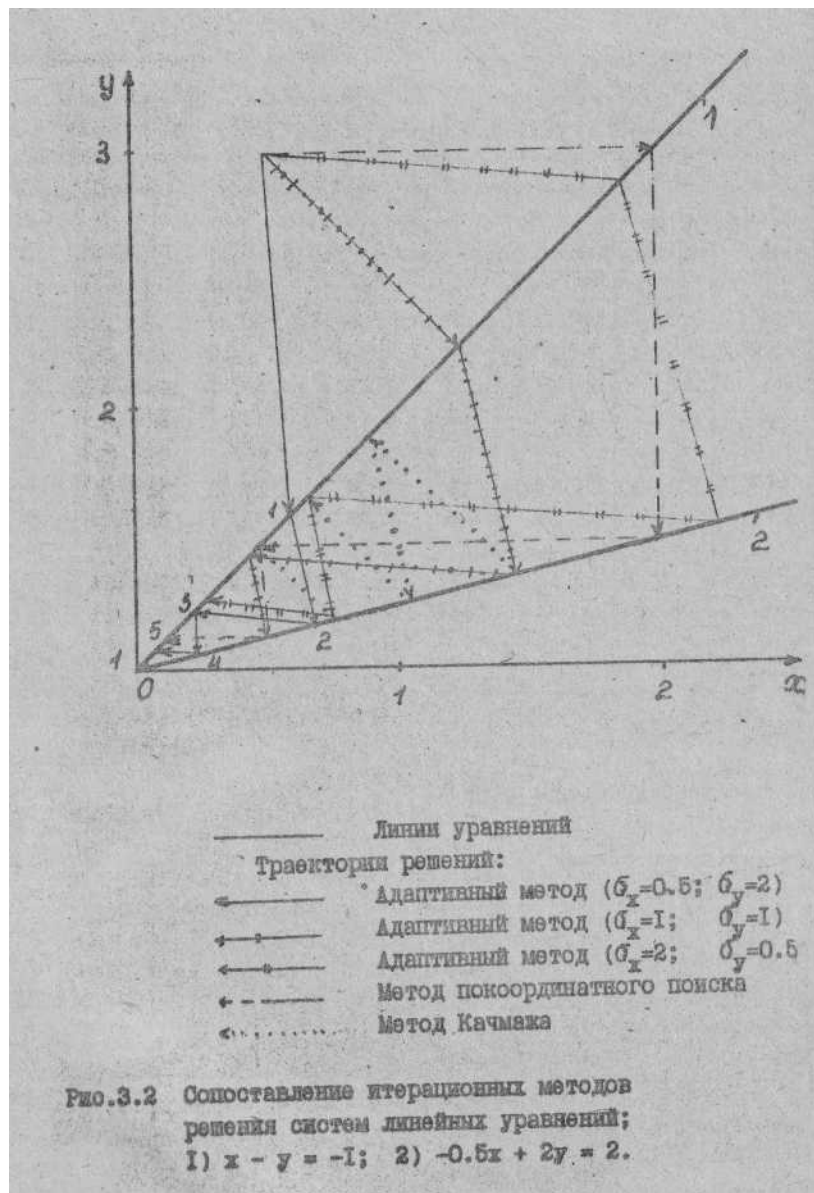 y
3
1
2
1
2
3
5
2
1
4
0
1
2
x
Линии уравнений
Траектории решений:
Адаптивный метод (σx=0.5; σy=2)
Адаптивный метод (σx=I; σy=I)
Адаптивный метод (σx=2; σy=0.5
Метод покоординатного поиска
Метод Качмажа
Рис.3.2 Сопоставление итерационных методов
решения систем линейных уравнений;
I) x - y = -I; 2) -0.5x + 2y = 2.